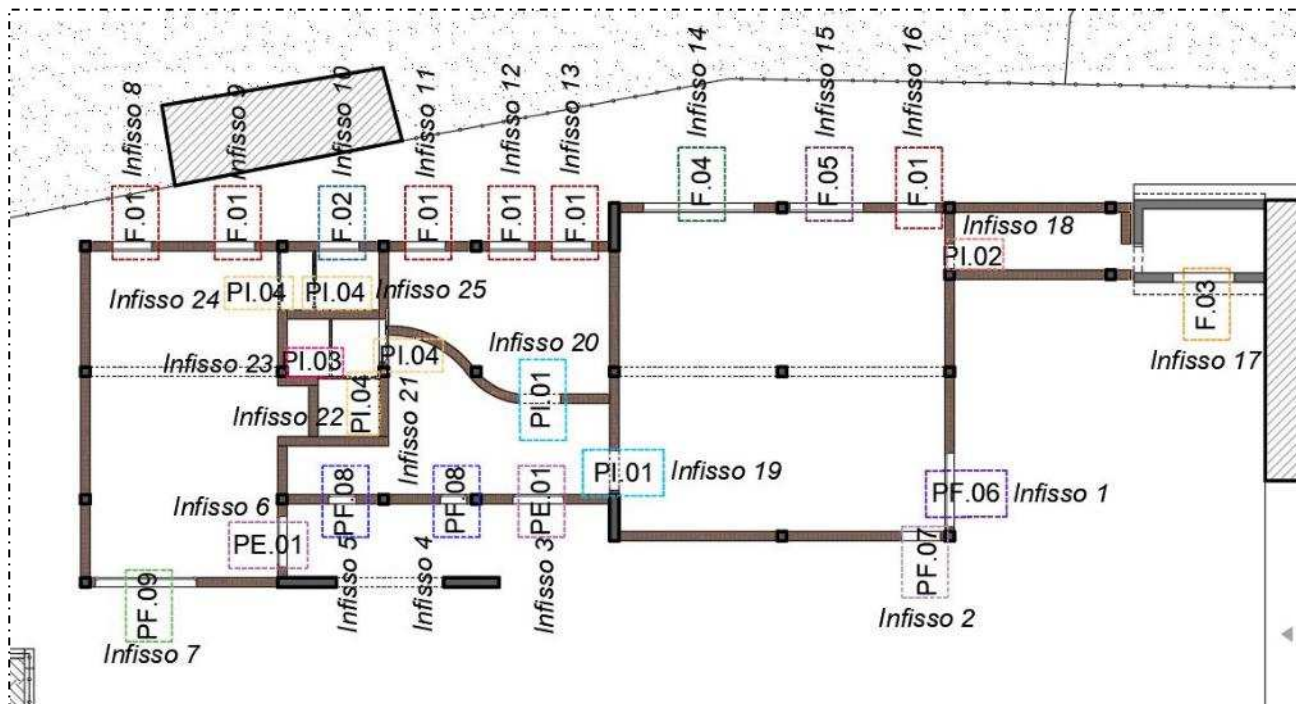 Infisso 8
Infisso 9
Infisso 10
Infisso 11
Infisso 12
Infisso 13
Infisso 14
Infisso 15
Infisso 16
F.01
F.01
F.02
F.01
F.01
F.01
F.04
F.05
F.01
Infisso 18
PI.02
Infisso 24
PI.04
PI.04
Infisso 25
F.03
Infisso 17
Infisso 23
PI.03
PI.04
Infisso 20
PI.01
Infisso 22
PI.04
Infisso 21
PI.01
Infisso 19
PF.06
Infisso 1
Infisso 6
PF.08
PF.08
PE.01
PE.01
Infisso 5
Infisso 4
Infisso 3
PF.07
Infisso 2
PF.09
Infisso 7